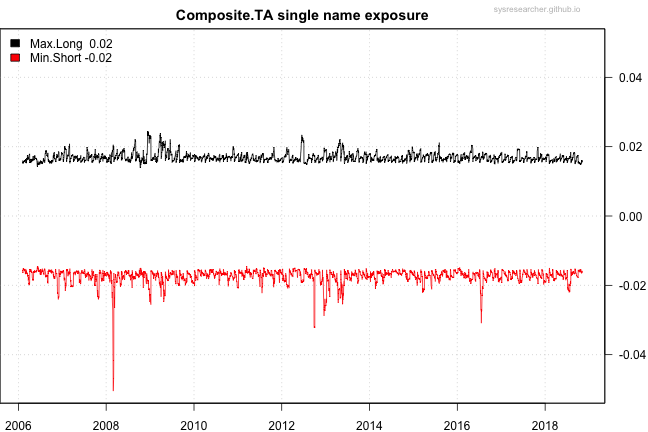 Composite.TA single name exposure
sysresearcher.github.io
Max.Long 0.02
Min.Short -0.02
0.04
0.02
0.00
-0.02
-0.04
2006 2008 2010 2012 2014 2016 2018